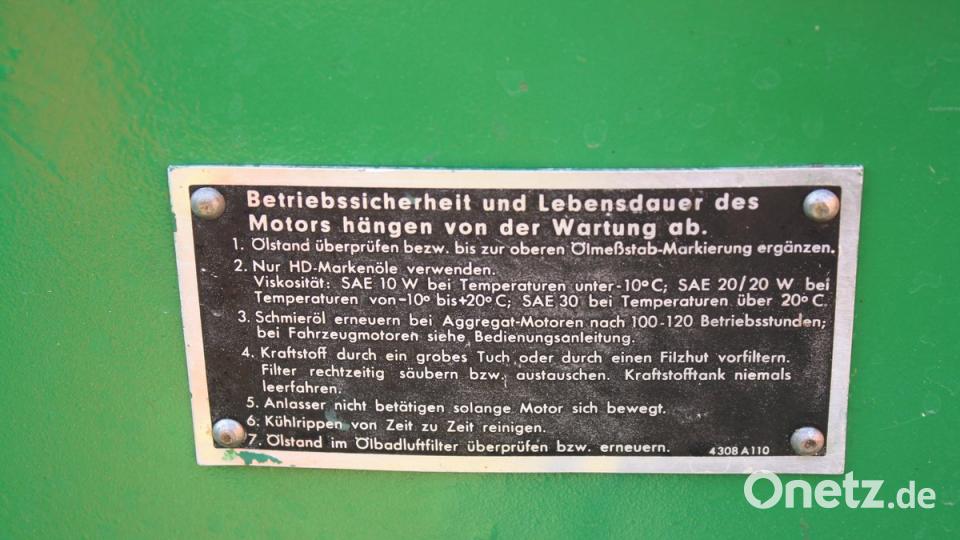 Betriebssicherheit und Lebensdauer des
Motors hängen von der Wartung ab.
1. Ölstand überprüfen bezw. bis zur oberen Ölmeßstab-Markierung ergänzen.
2. Nur HD-Markenöle verwenden.
Viskosität: SAE 10 W bei Temperaturen unter -10° C; SAE 20/20 W bei
Temperaturen von -10° bis +20° C; SAE 30 bei Temperaturen über 20° C.
3. Schmieröl erneuern bei Aggregat-Motoren nach 100-120 Betriebsstunden;
bei Fahrzeugmotoren siehe Bedienungsanleitung.
4. Kraftstoff durch ein grobes Tuch oder durch einen Filzhut vorfiltern.
Filter rechtzeitig säubern bzw. austauschen. Kraftstofftank niemals
leerfahren.
5. Anlasser nicht betätigen solange Motor sich bewegt.
6. Kühlrippen von Zeit zu Zeit reinigen.
7. Ölstand im Ölbadluftfilter überprüfen bzw. erneuern. 4308 A 110
Onetz.de